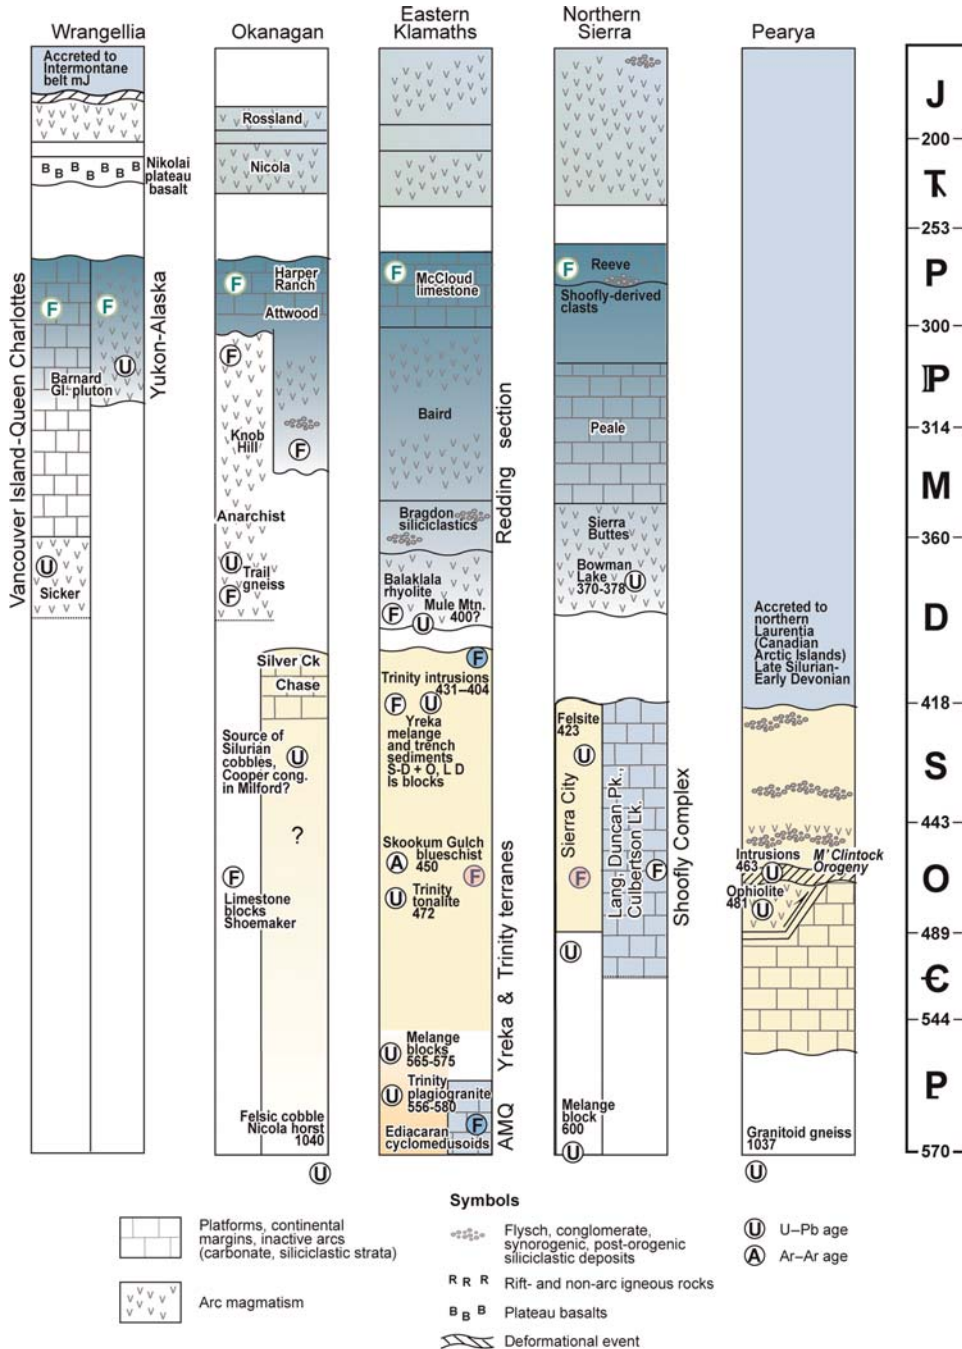 Wrangellia
Okanagan
Eastern
Klamaths
Northern
Sierra
Pearya
Accreted to
Intermontane
belt mJ
B B B B B B
Nikolai
plateau
basalt
Vancouver Island-Queen Charlottes
Yukon-Alaska
F
F
U
Barnard
Gl. pluton
U
Sicker
Rossland
Nicola
F
Harper
Ranch
Attwood
F
Knob
Hill
F
Anarchist
U
Trail
gneiss
F
Silver Ck
Chase
Source of
Silurian
cobbles,
Cooper cong.
in Milford?
U
?
F
Limestone
blocks
Shoemaker
Felsic cobble
Nicola horst
1040
U
F
McCloud
limestone
Baird
Bragdon
siliciclastics
Balaklala
rhyolite
F
Mule Mtn.
400?
U
Redding section
F
Trinity intrusions
431–404
F
U
Yreka
melange
and trench
sediments
S-D + O, L D
ls blocks
Skookum Gulch
blueschist
450
A
F
U
Trinity
tonalite
472
Yreka & Trinity terranes
Melange
blocks
565-575
U
Trinity
plagiogranite
556-580
U
F
Ediacaran
cyclomedusoids
AMQ
F
Reeve
Shoofly-derived
clasts
Peale
Sierra
Buttes
Bowman
Lake
370-378
U
Felsite
423
U
Sierra City
F
Lang, Duncan Pk.,
Culbertson Lk.
F
Shoofly Complex
U
Melange
block
600
U
Accreted to
northern
Laurentia
(Canadian
Arctic Islands)
Late Silurian-
Early Devonian
Intrusions
463
U
M'Clintock
Orogeny
Ophiolite
481
U
Granitoid gneiss
1037
U
J
200
Ƭ
253
P
300
IP
314
M
360
D
418
S
443
O
489
Ꞓ
544
P
570
Symbols
Platforms, continental
margins, inactive arcs
(carbonate, siliciclastic strata)
Arc magmatism
Flysch, conglomerate,
synorogenic, post-orogenic
siliciclastic deposits
R R R Rift- and non-arc igneous rocks
B B B Plateau basalts
Deformational event
U U–Pb age
A Ar–Ar age